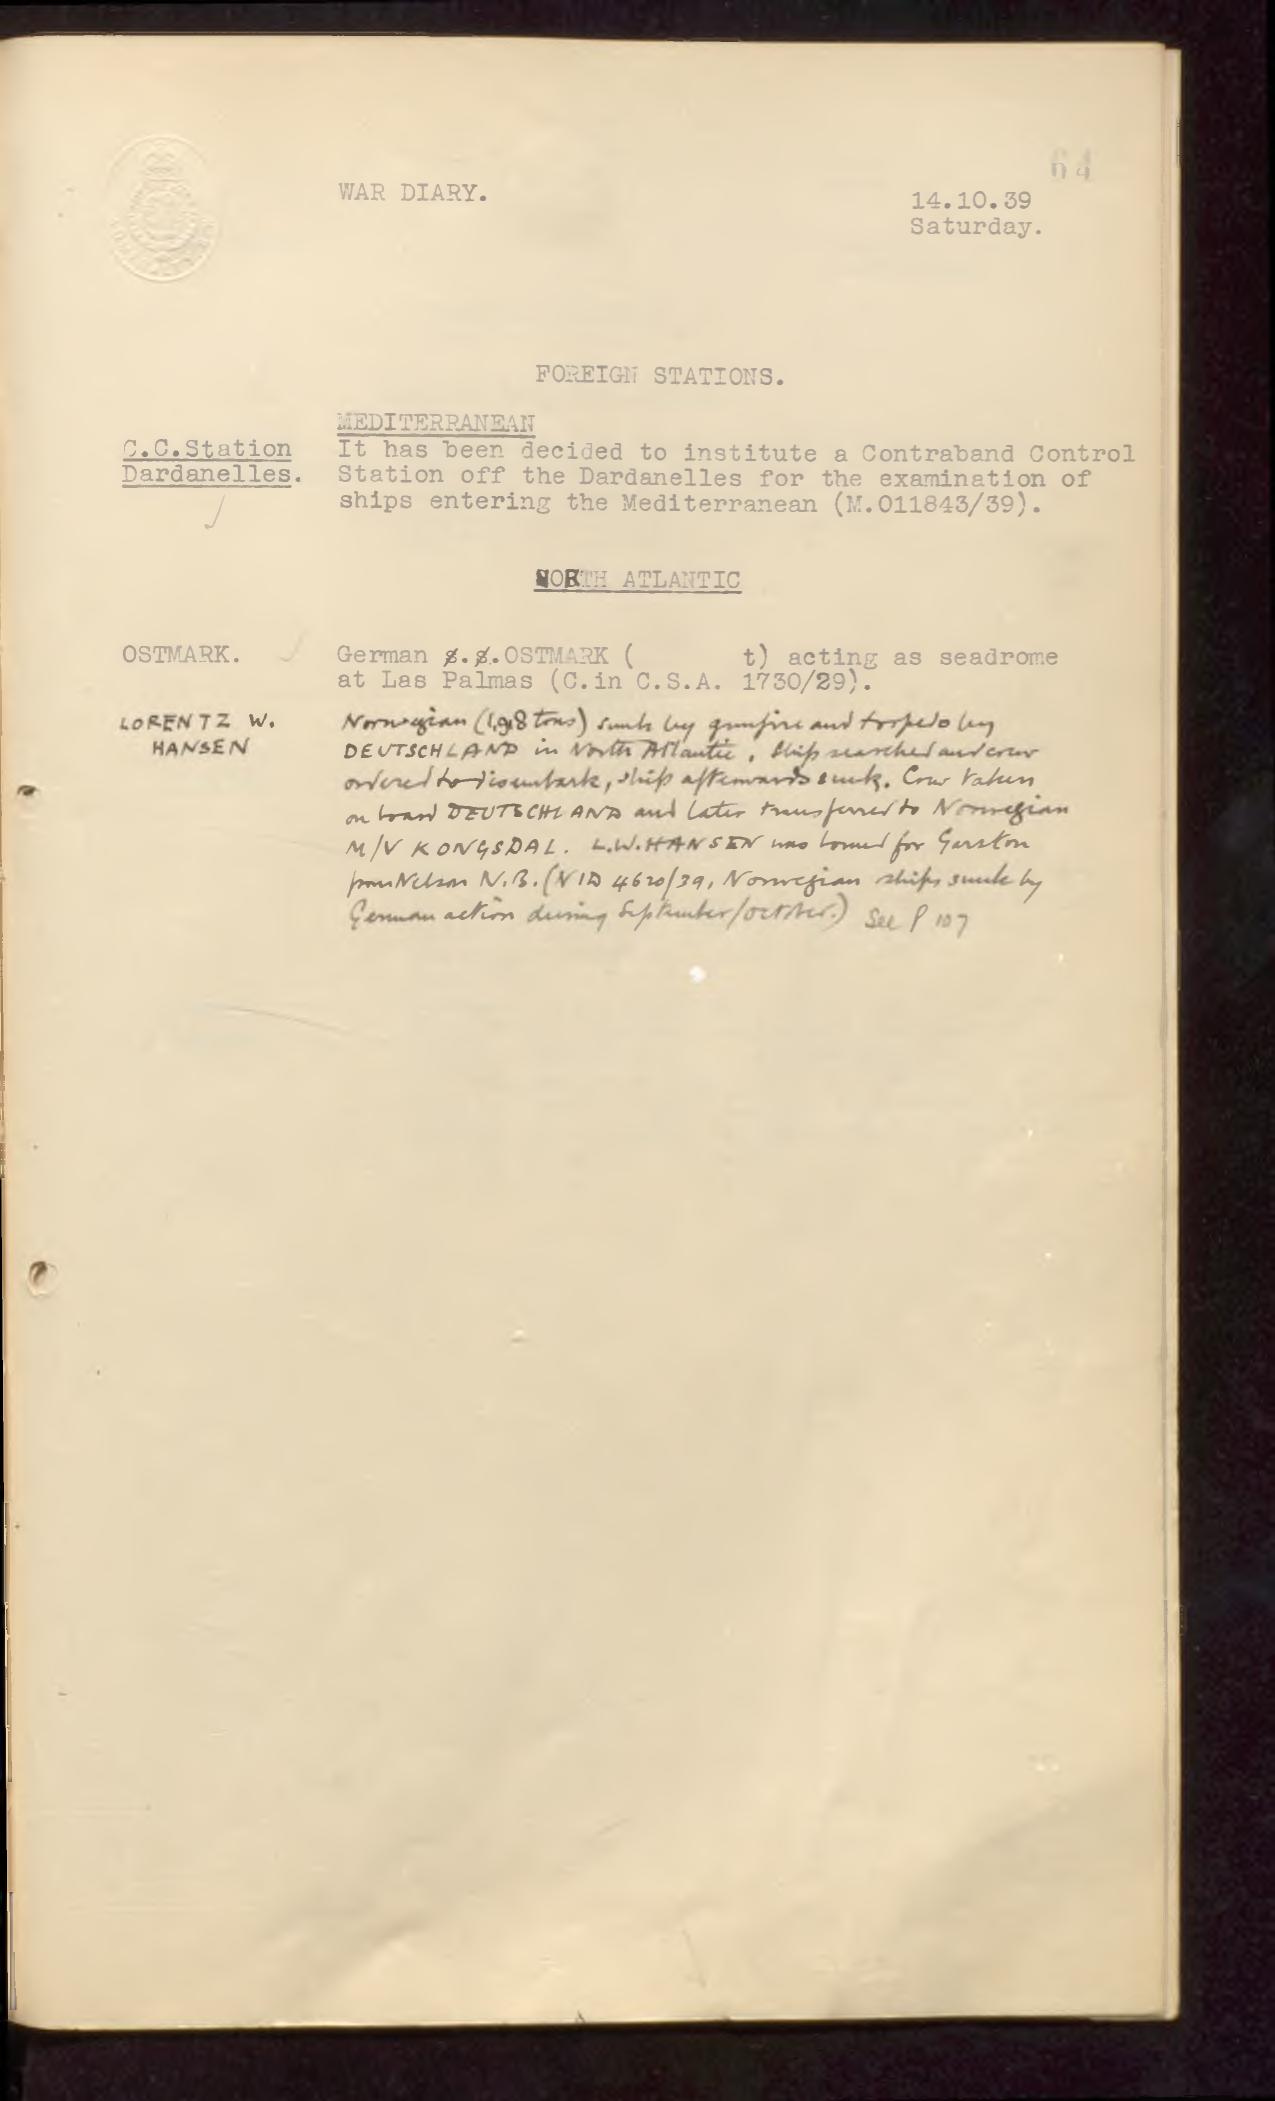 64
WAR DIARY.
14.10.39
Saturday.
FOREIGN STATIONS.
MEDITERRANEAN
C.C.Station
Dardanelles.
It has been decided to institute a Contraband Control
Station off the Dardanelles for the examination of
ships entering the Mediterranean (M.011843/39).
NORTH ATLANTIC
OSTMARK.
German s.s.OSTMARK ( t) acting as seadrome
at Las Palmas (C.in C.S.A. 1730/29).
LORENTZ W.
HANSEN
Norwegian (1,918 tons) sunk by gunfire and torpedo by
DEUTSCHLAND in North Atlantic. Ship searched and crew
ordered to disembark, ship afterwards sunk. Crew taken
on board DEUTSCHLAND and later transferred to Norwegian
M/V KONGSDAL. L.W.HANSEN was bound for Garston
from Nelson N.B. (NID 4620/39, Norwegian ships sunk by
German action during September/October.) See P 107